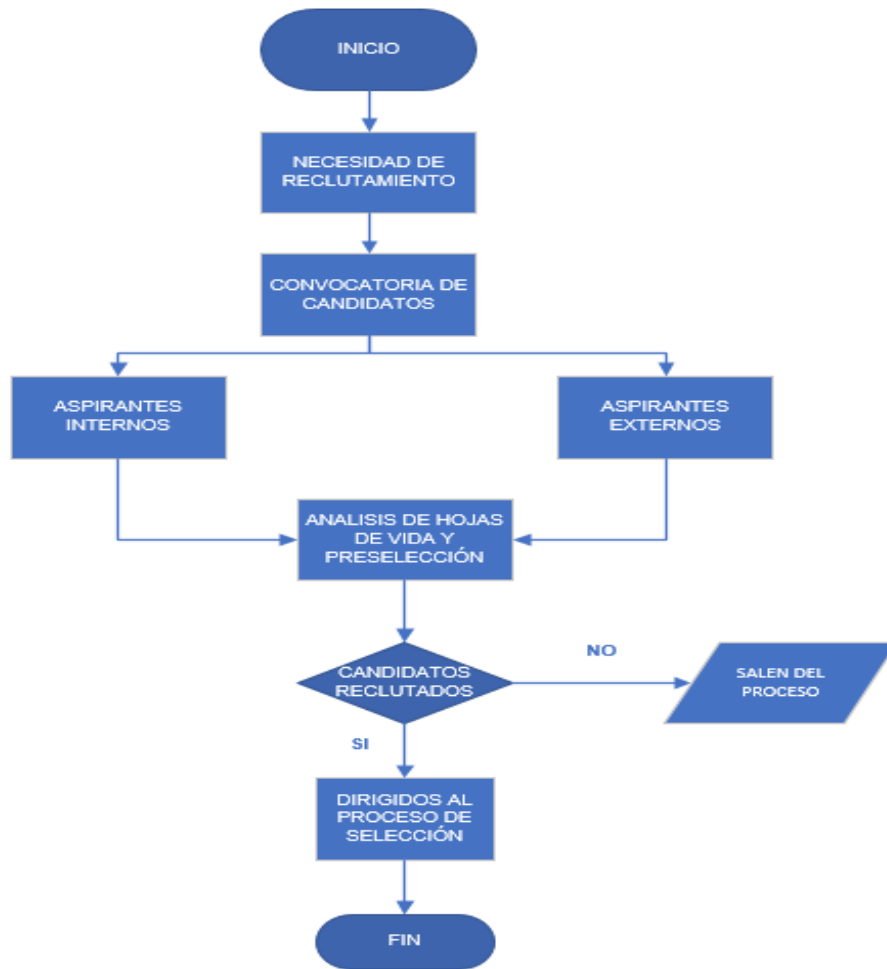 INICIO
NECESIDAD DE
RECLUTAMIENTO
CONVOCATORIA DE
CANDIDATOS
ASPIRANTES
INTERNOS
ASPIRANTES
EXTERNOS
ANALISIS DE HOJAS
DE VIDA Y
PRESELECCIÓN
CANDIDATOS
RECLUTADOS
NO
SALEN DEL
PROCESO
SI
DIRIGIDOS AL
PROCESO DE
SELECCIÓN
FIN